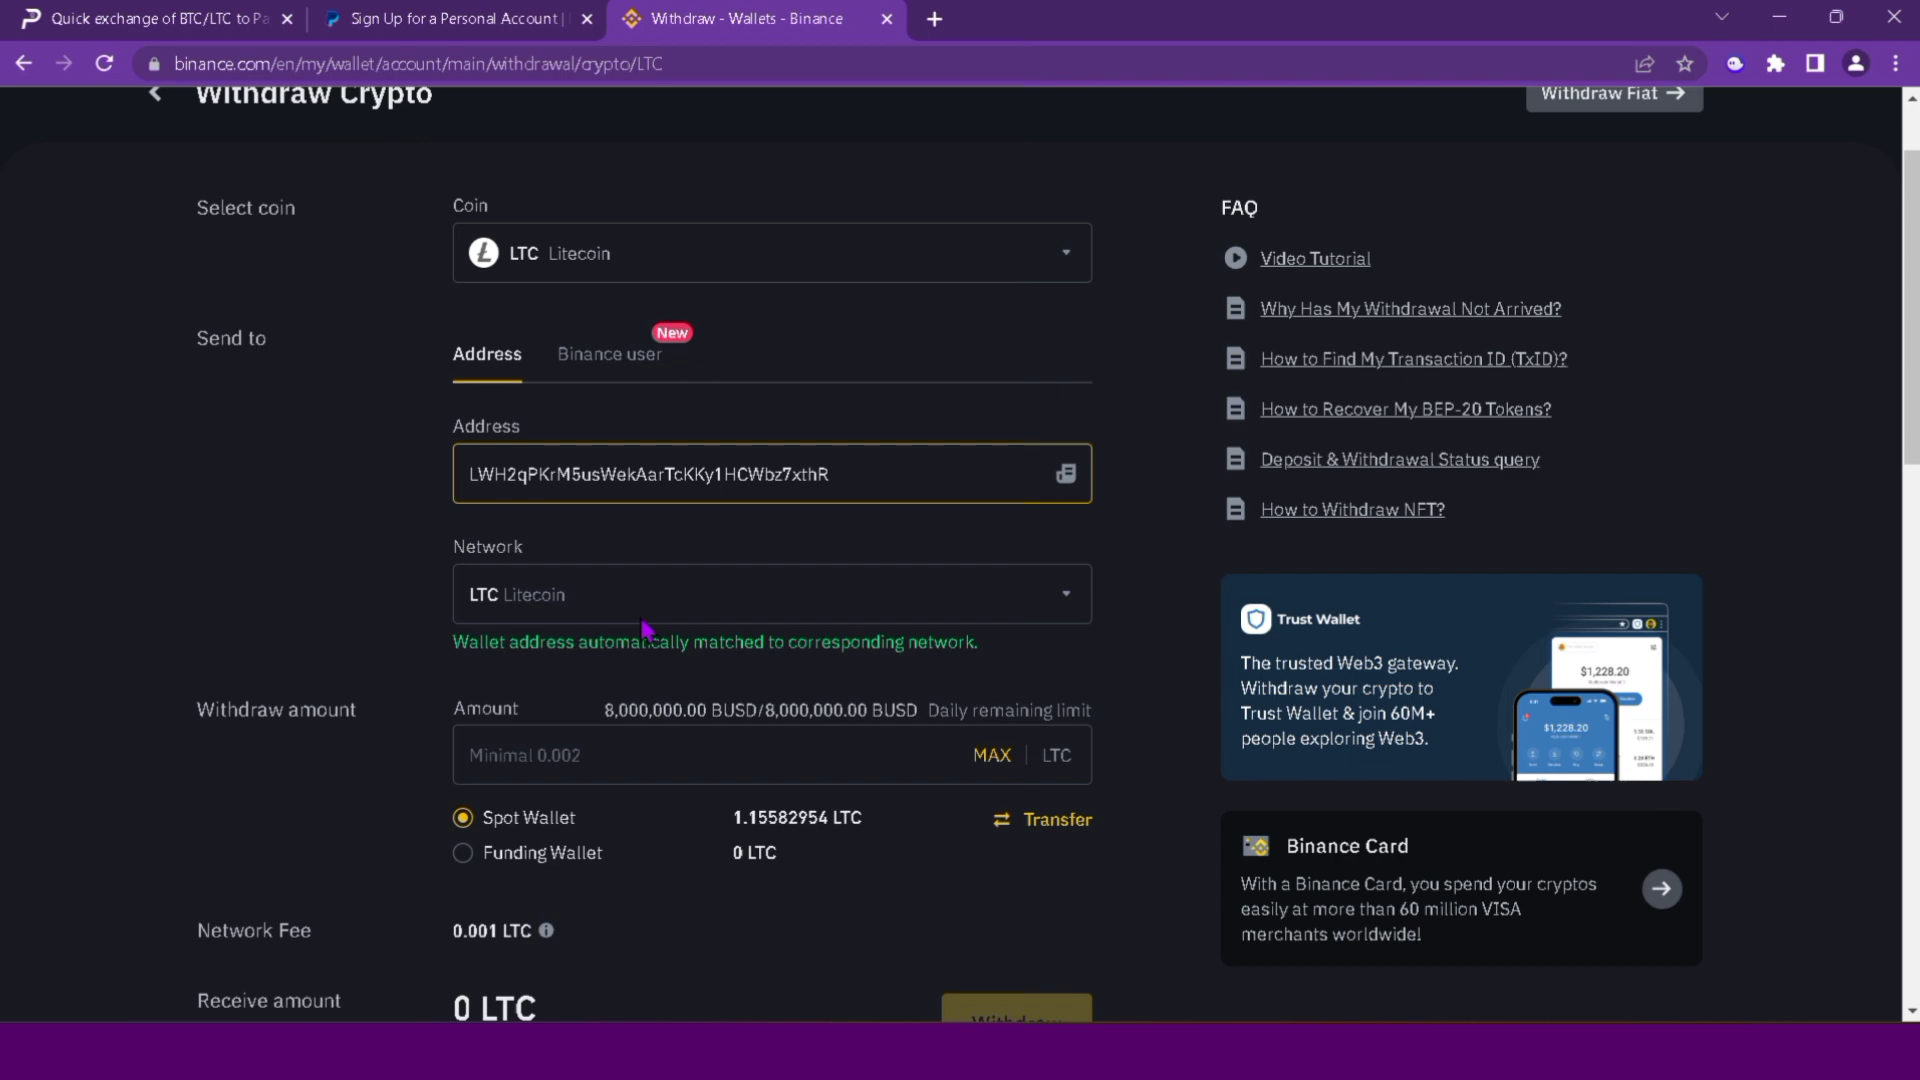 Quick exchange of BTC/LTC to Pa
Sign Up for a Personal Account |
Withdraw - Wallets - Binance
binance.com/en/my/wallet/account/main/withdrawal/crypto/LTC
Withdraw Crypto
Withdraw Fiat →
Select coin
Coin
LTC Litecoin
Send to
New
Address
Binance user
Address
LWH2qPKrM5usWekAarTcKKy1HCWbz7xthR
Network
LTC Litecoin
Wallet address automatically matched to corresponding network.
Withdraw amount
Amount
8,000,000.00 BUSD/8,000,000.00 BUSD Daily remaining limit
Minimal 0.002
MAX
LTC
Spot Wallet
1.15582954 LTC
Transfer
Funding Wallet
0 LTC
Network Fee
0.001 LTC
Receive amount
0 LTC
Withdraw
FAQ
Video Tutorial
Why Has My Withdrawal Not Arrived?
How to Find My Transaction ID (TxID)?
How to Recover My BEP-20 Tokens?
Deposit & Withdrawal Status query
How to Withdraw NFT?
Trust Wallet
The trusted Web3 gateway.
Withdraw your crypto to
Trust Wallet & join 60M+
people exploring Web3.
$1,228.20
$1,228.20
Binance Card
With a Binance Card, you spend your cryptos
easily at more than 60 million VISA
merchants worldwide!